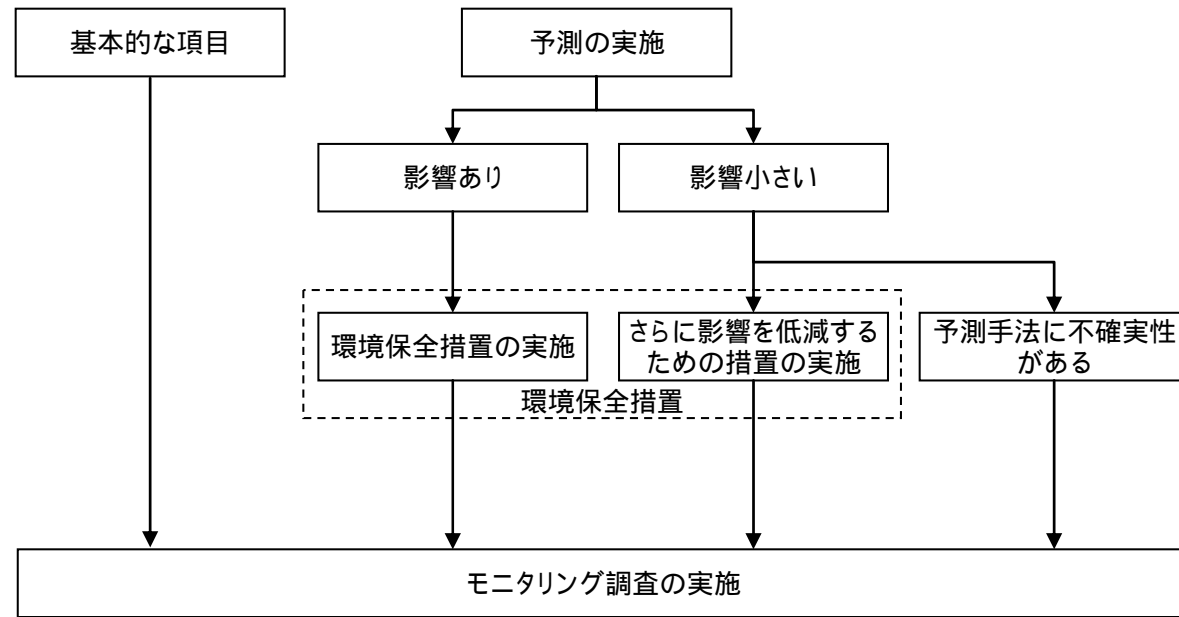 基本的な項目
予測の実施
影響あり
影響小さい
環境保全措置の実施
さらに影響を低減する
ための措置の実施
予測手法に不確実性
がある
環境保全措置
モニタリング調査の実施